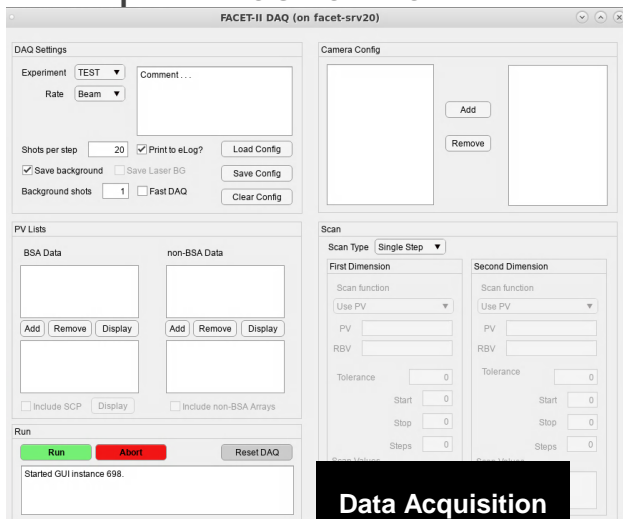 FACET-II DAQ (on facet-srv20)
DAQ Settings
Experiment TEST
Comment . . .
Rate Beam
Shots per step 20 Print to eLog? Load Config
Save background Save Laser BG Save Config
Background shots 1 Fast DAQ Clear Config
Camera Config
Add
Remove
PV Lists
BSA Data non-BSA Data
Add Remove Display Add Remove Display
Include SCP Display Include non-BSA Arrays
Run
Run Abort Reset DAQ
Started GUI instance 698.
Scan
Scan Type Single Step
First Dimension
Scan function
Use PV
PV
RBV
Tolerance 0
Start 0
Stop 0
Steps 0
Scan Values
Second Dimension
Scan function
Use PV
PV
RBV
Tolerance 0
Start 0
Stop 0
Steps 0
Scan Values
Data Acquisition